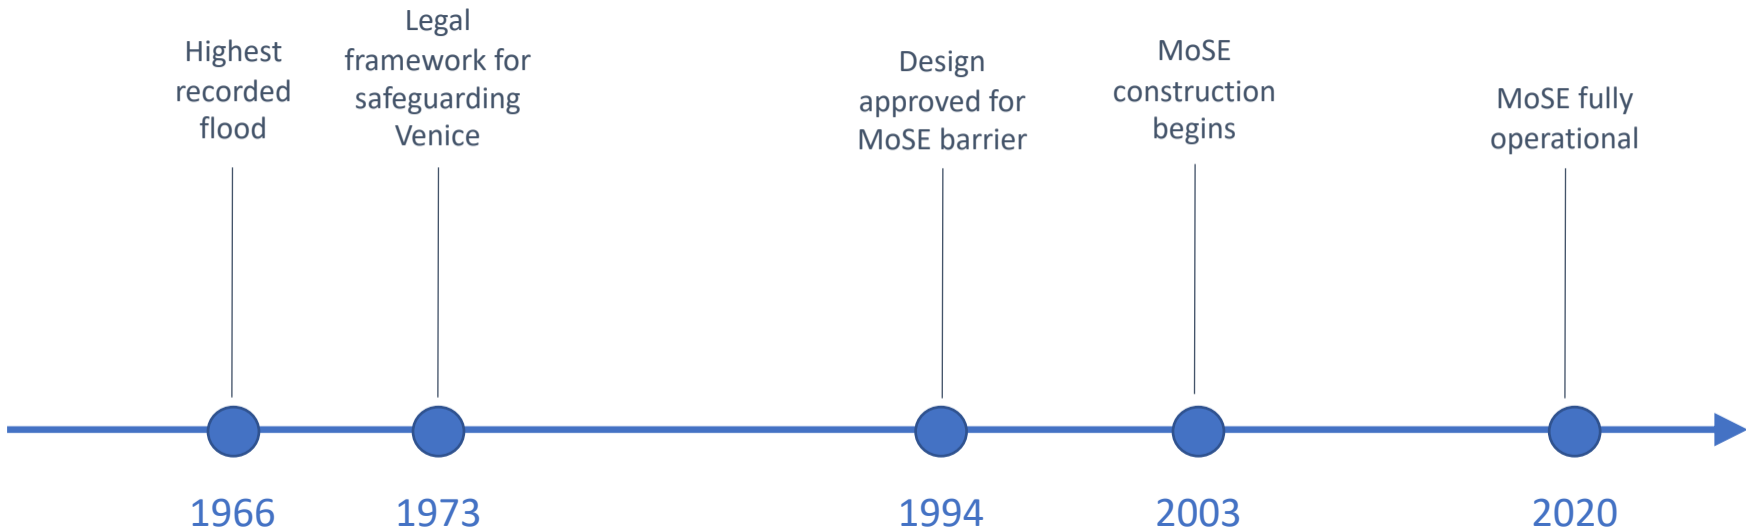 Highest
recorded
flood
Legal
framework for
safeguarding
Venice
Design
approved for
MoSE barrier
MoSE
construction
begins
MoSE fully
operational
1966
1973
1994
2003
2020